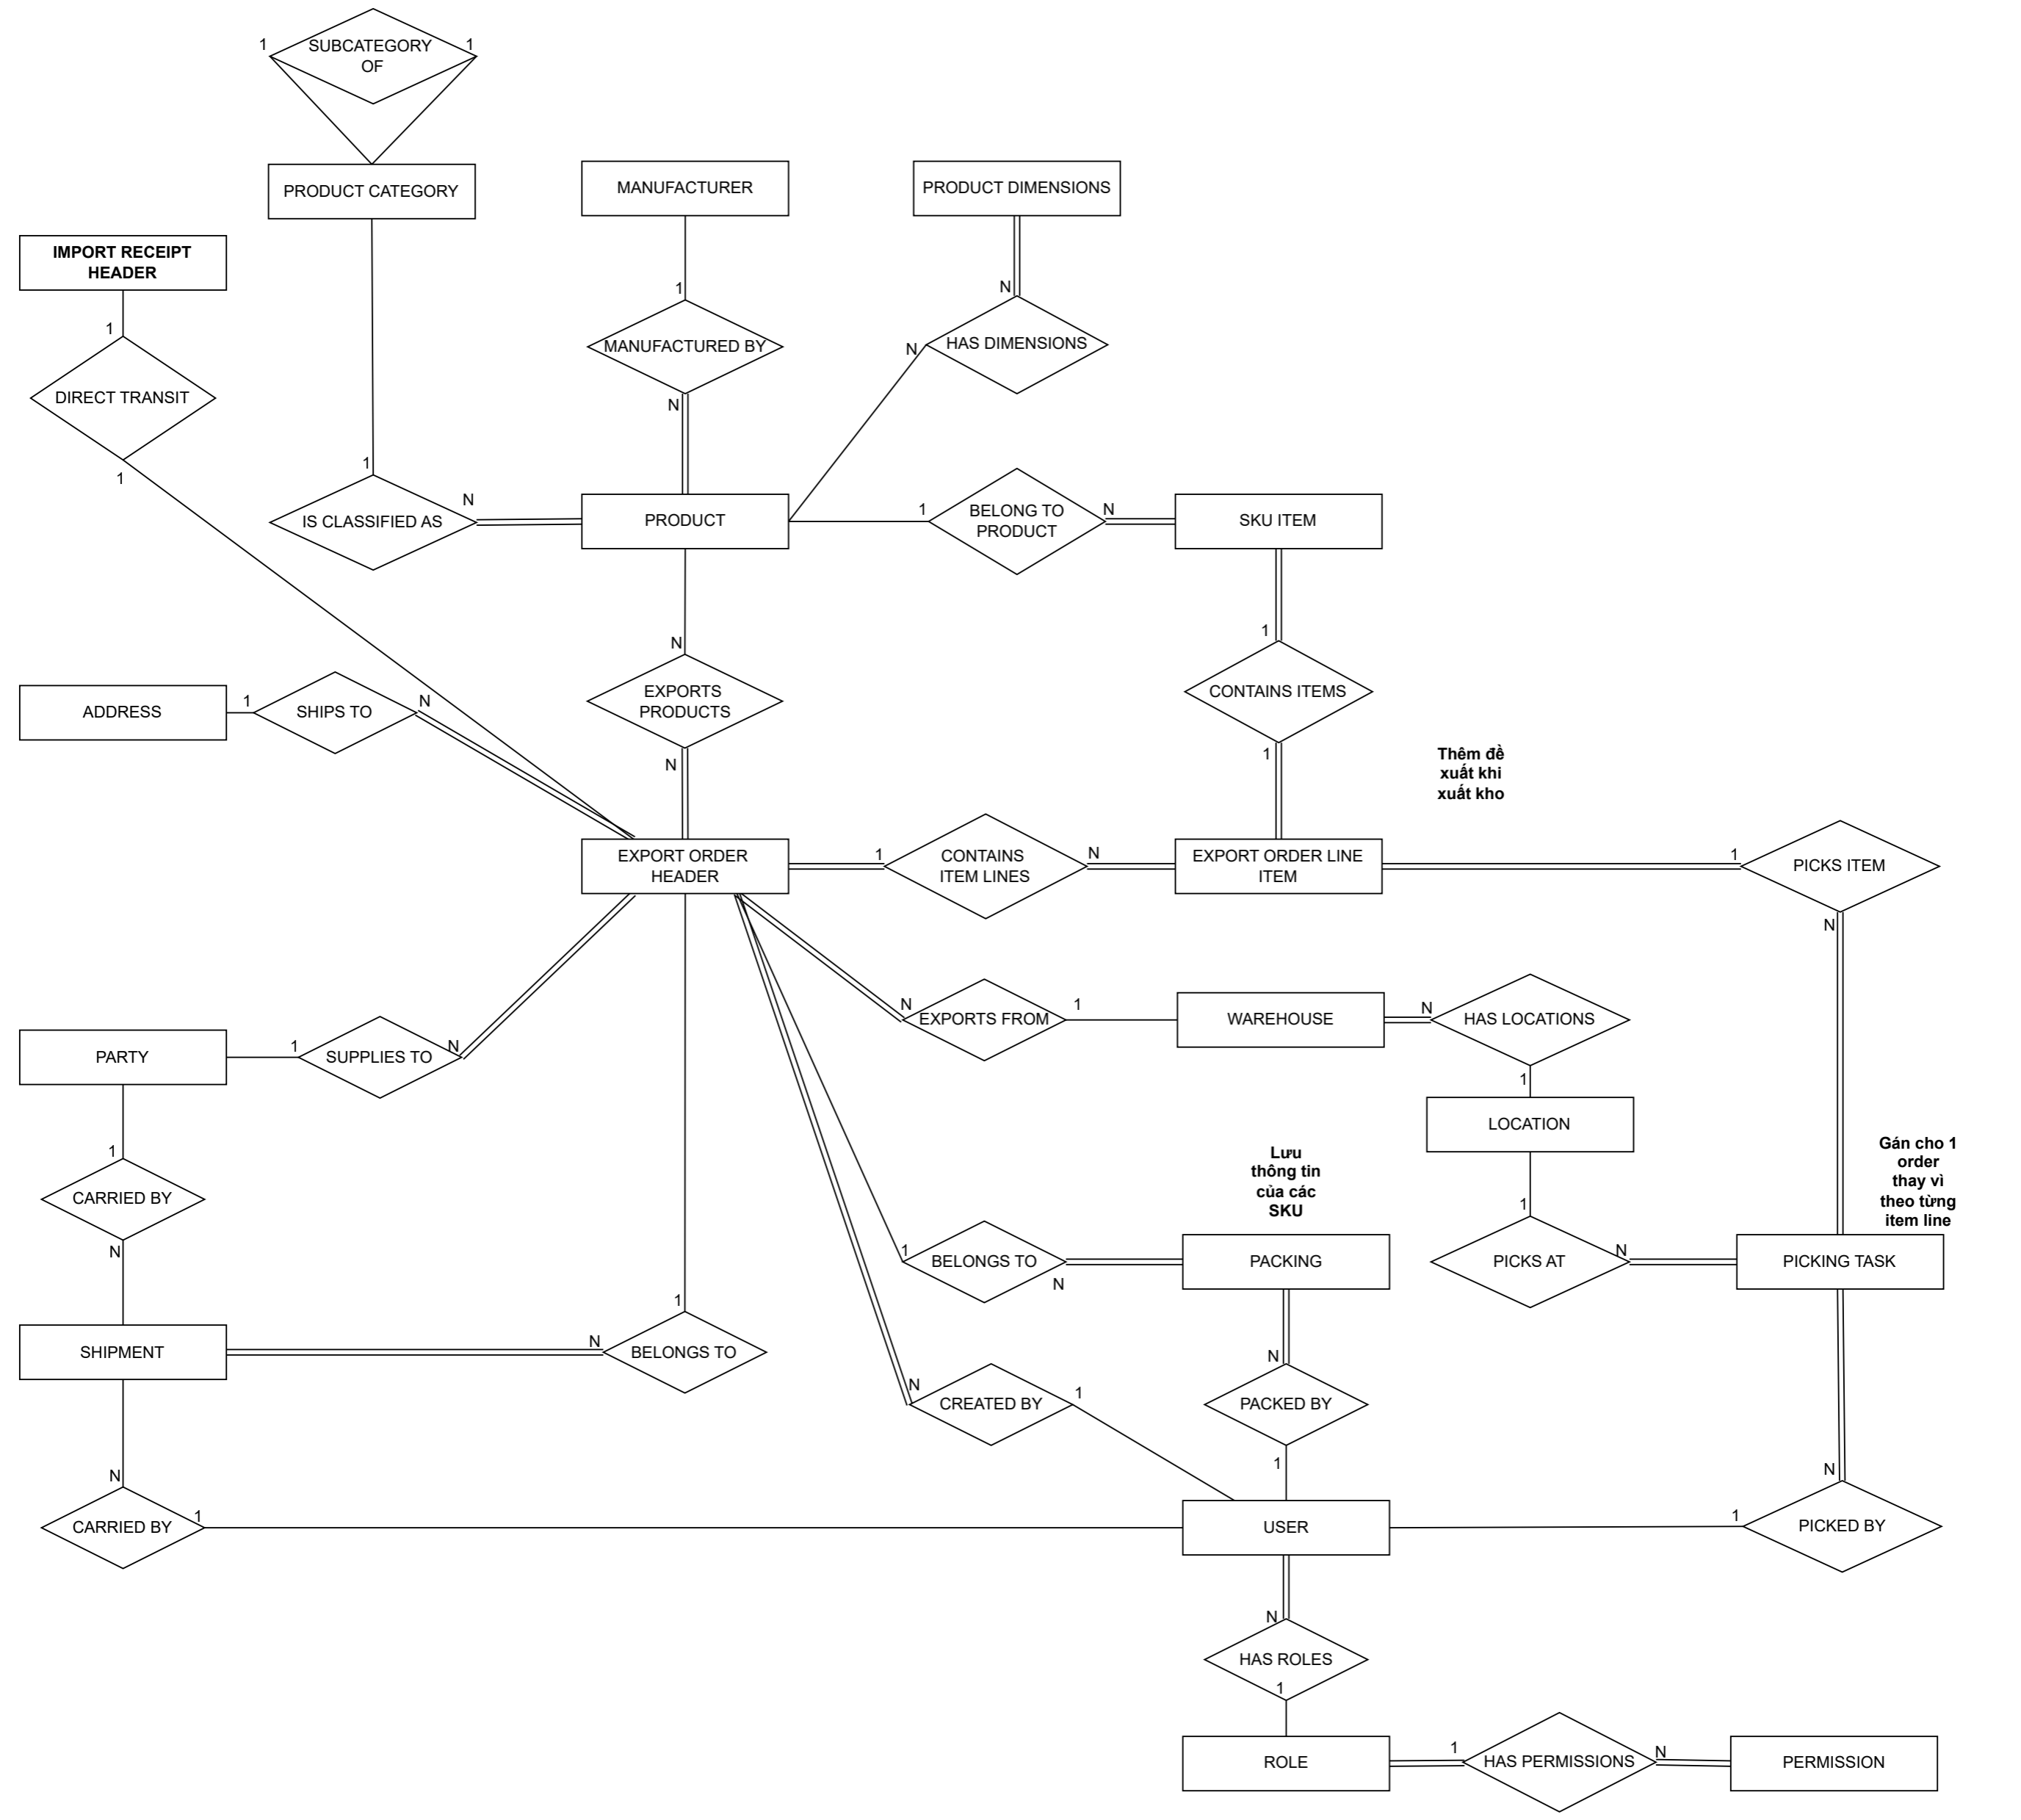 1
SUBCATEGORY
OF
1
PRODUCT CATEGORY
MANUFACTURER
PRODUCT DIMENSIONS
IMPORT RECEIPT
HEADER
1
1
N
DIRECT TRANSIT
MANUFACTURED BY
N
HAS DIMENSIONS
N
1
1
IS CLASSIFIED AS
N
PRODUCT
1
BELONG TO
PRODUCT
N
SKU ITEM
N
1
EXPORTS
PRODUCTS
CONTAINS ITEMS
ADDRESS
1
SHIPS TO
N
N
1
Thêm đề
xuất khi
xuất kho
EXPORT ORDER
HEADER
1
CONTAINS
ITEM LINES
N
EXPORT ORDER LINE
ITEM
1
PICKS ITEM
N
PARTY
1
SUPPLIES TO
N
N
EXPORTS FROM
1
WAREHOUSE
N
HAS LOCATIONS
1
LOCATION
1
CARRIED BY
N
Lưu
thông tin
của các
SKU
1
Gán cho 1
order
thay vì
theo từng
item line
1
BELONGS TO
N
PACKING
PICKS AT
N
PICKING TASK
SHIPMENT
N
1
BELONGS TO
N
CREATED BY
1
N
PACKED BY
1
N
CARRIED BY
1
USER
1
N
PICKED BY
N
HAS ROLES
1
ROLE
1
HAS PERMISSIONS
N
PERMISSION